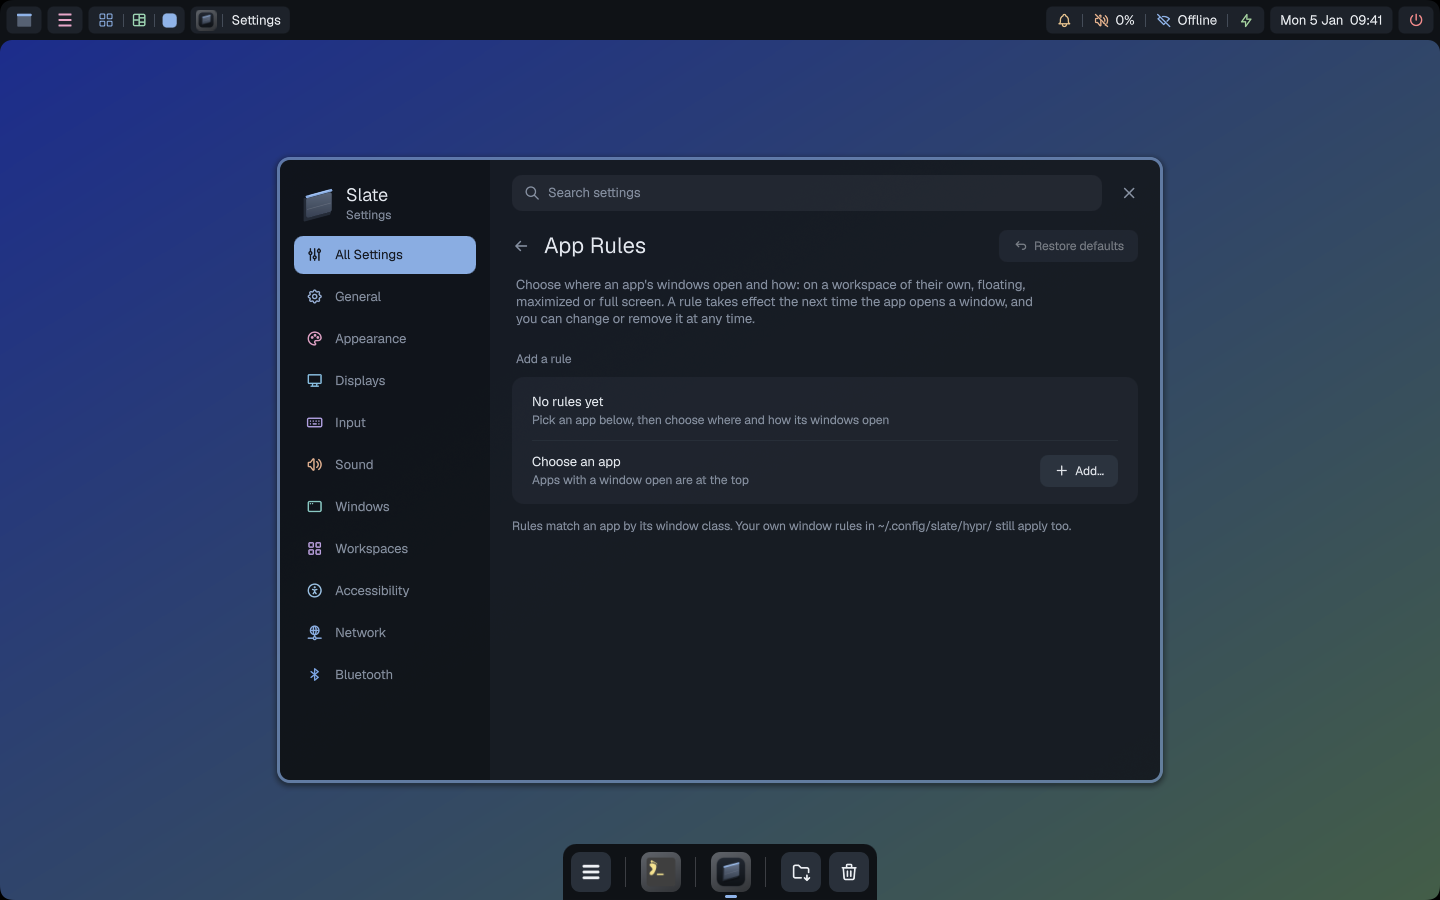 Settings
0%
Offline
Mon 5 Jan 09:41
Slate
Settings
Search settings
All Settings
General
Appearance
Displays
Input
Sound
Windows
Workspaces
Accessibility
Network
Bluetooth
App Rules
Restore defaults
Choose where an app's windows open and how: on a workspace of their own, floating,
maximized or full screen. A rule takes effect the next time the app opens a window, and
you can change or remove it at any time.
Add a rule
No rules yet
Pick an app below, then choose where and how its windows open
Choose an app
Apps with a window open are at the top
Add…
Rules match an app by its window class. Your own window rules in ~/.config/slate/hypr/ still apply too.